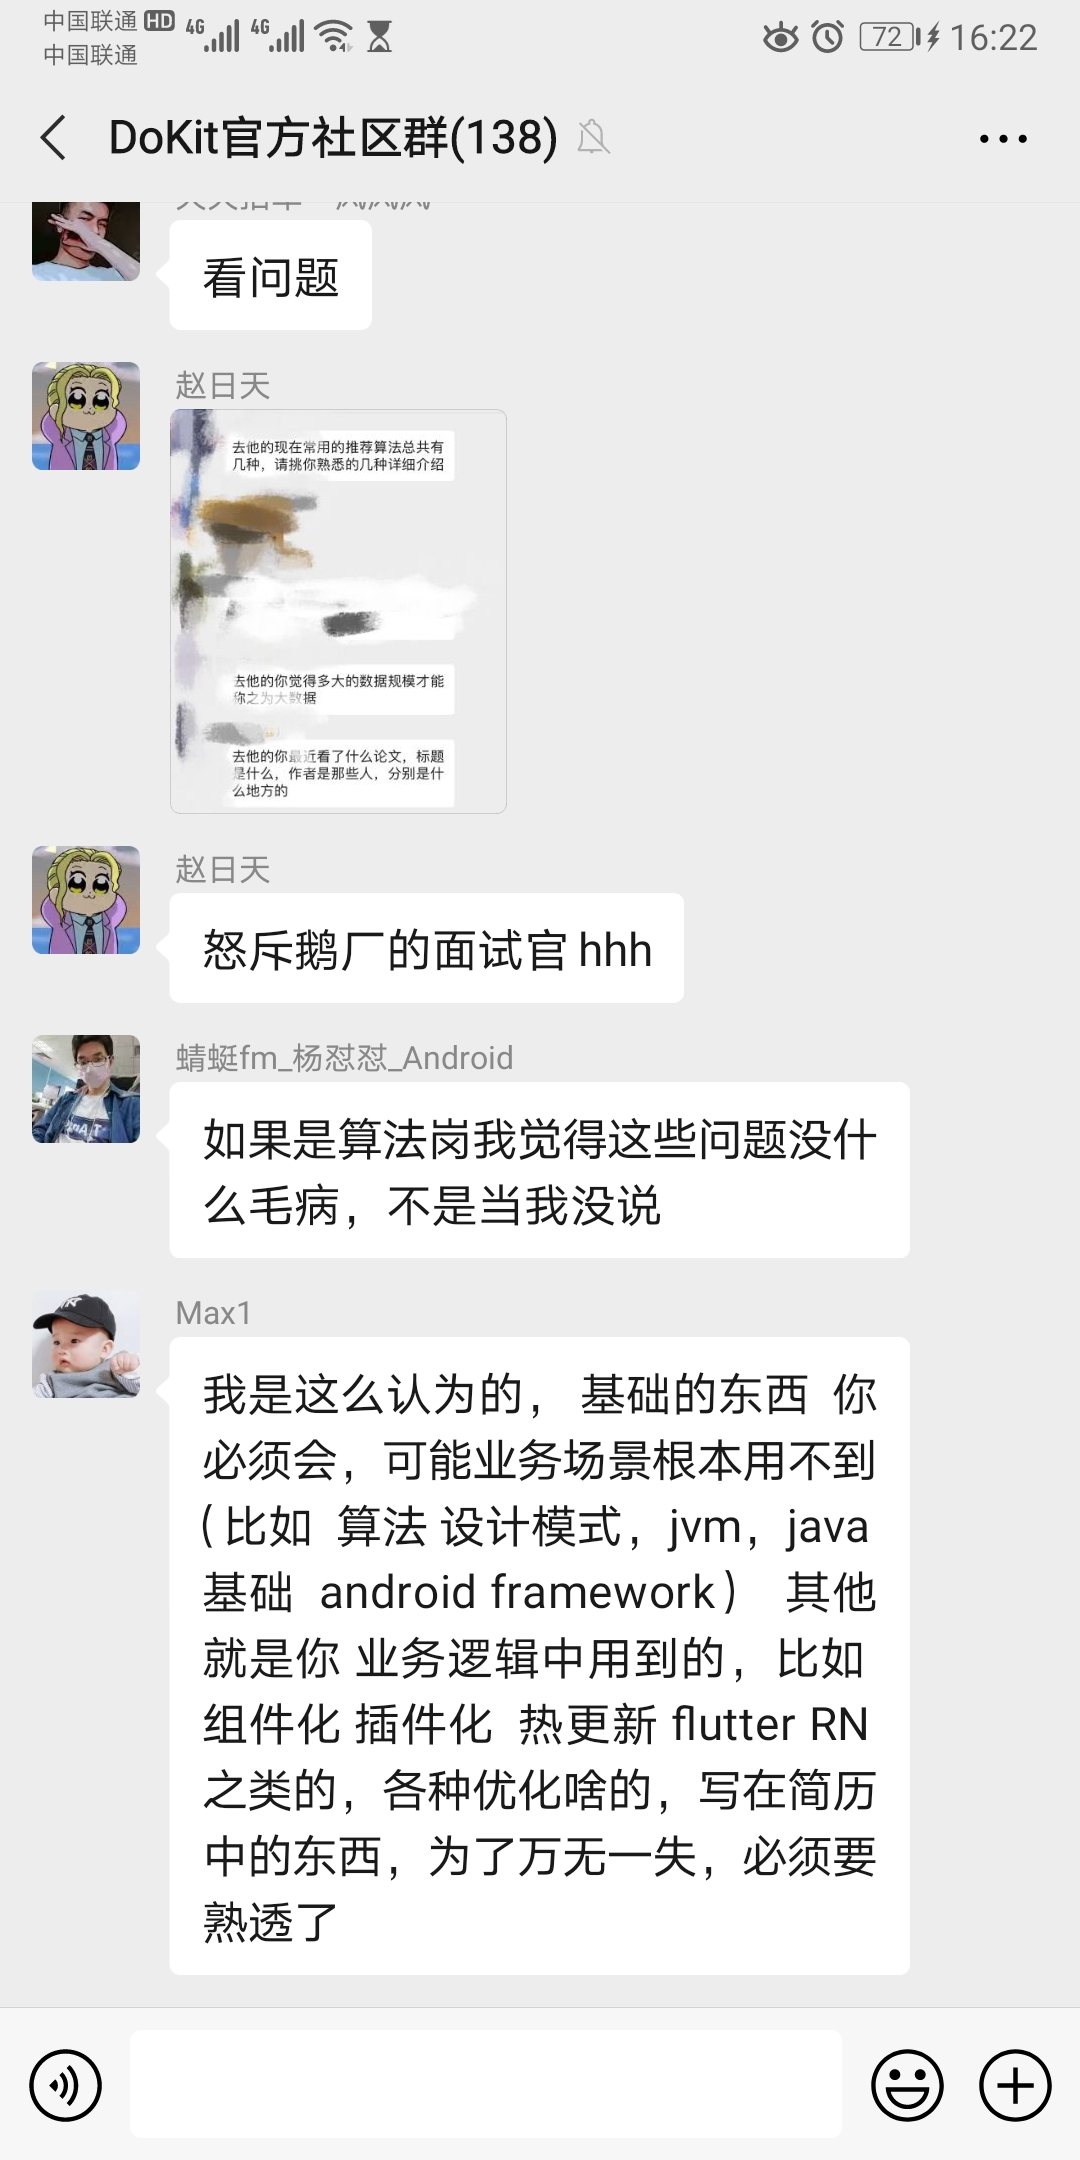 中国联通 HD 4G 4G 72 16:22
中国联通
DoKit官方社区群(138)
看问题
赵日天
去他的现在常用的推荐算法总共有
几种，请挑你熟悉的几种详细介绍
去他的你觉得多大的数据规模才能
称之为大数据
去他的你最近看了什么论文，标题
是什么，作者是那些人，分别是什
么地方的
赵日天
怒斥鹅厂的面试官 hhh
蜻蜓fm_杨怼怼_Android
如果是算法岗我觉得这些问题没什
么毛病，不是当我没说
Max1
我是这么认为的， 基础的东西 你
必须会，可能业务场景根本用不到
（比如 算法 设计模式，jvm，java
基础 android framework） 其他
就是你 业务逻辑中用到的，比如
组件化 插件化 热更新 flutter RN
之类的，各种优化啥的，写在简历
中的东西，为了万无一失，必须要
熟透了